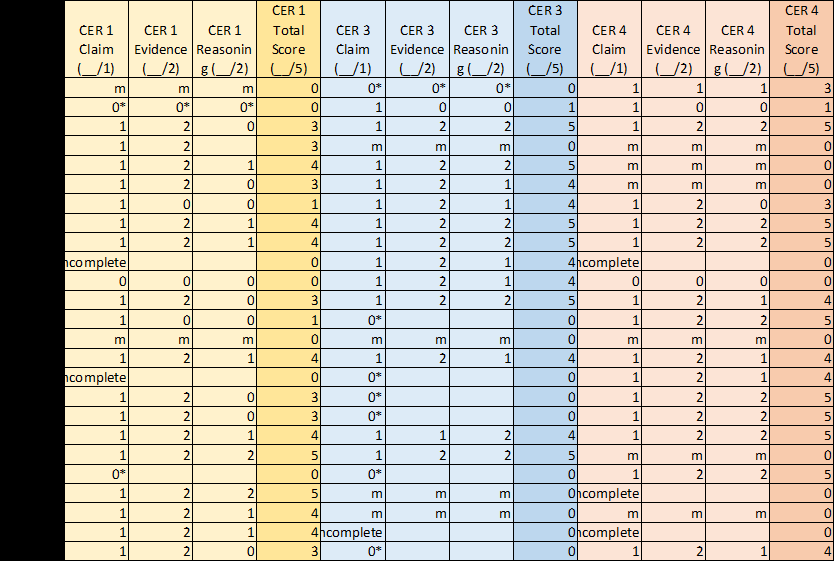 CER 1 Claim (__/1) CER 1 Evidence (__/2) CER 1 Reasonin g (__/2) CER 1 Total Score (__/5) CER 3 Claim (__/1) CER 3 Evidence (__/2) CER 3 Reasonin g (__/2) CER 3 Total Score (__/5) CER 4 Claim (__/1) CER 4 Evidence (__/2) CER 4 Reasonin g (__/2) CER 4 Total Score (__/5)
m m m 0 0* 0* 0* 0 1 1 1 3
0* 0* 0* 0 1 0 0 1 1 0 0 1
1 2 0 3 1 2 2 5 1 2 2 5
1 2 3 m m m 0 m m m 0
1 2 1 4 1 2 2 5 m m m 0
1 2 0 3 1 2 1 4 m m m 0
1 0 0 1 1 2 1 4 1 2 0 3
1 2 1 4 1 2 2 5 1 2 2 5
1 2 1 4 1 2 2 5 1 2 2 5
ncomplete 0 1 2 1 4 ncomplete 0
0 0 0 0 1 2 1 4 0 0 0 0
1 2 0 3 1 2 2 5 1 2 1 4
1 0 0 1 0* 0 1 2 2 5
m m m 0 m m m 0 m m m 0
1 2 1 4 1 2 1 4 1 2 1 4
ncomplete 0 0* 0 1 2 1 4
1 2 0 3 0* 0 1 2 2 5
1 2 0 3 0* 0 1 2 2 5
1 2 1 4 1 1 2 4 1 2 2 5
1 2 2 5 1 2 2 5 m m m 0
0* 0 0* 0 1 2 2 5
1 2 2 5 m m m 0 ncomplete 0
1 2 1 4 m m m 0 m m m 0
1 2 1 4 ncomplete 0 ncomplete 0
1 2 0 3 0* 0 1 2 1 4